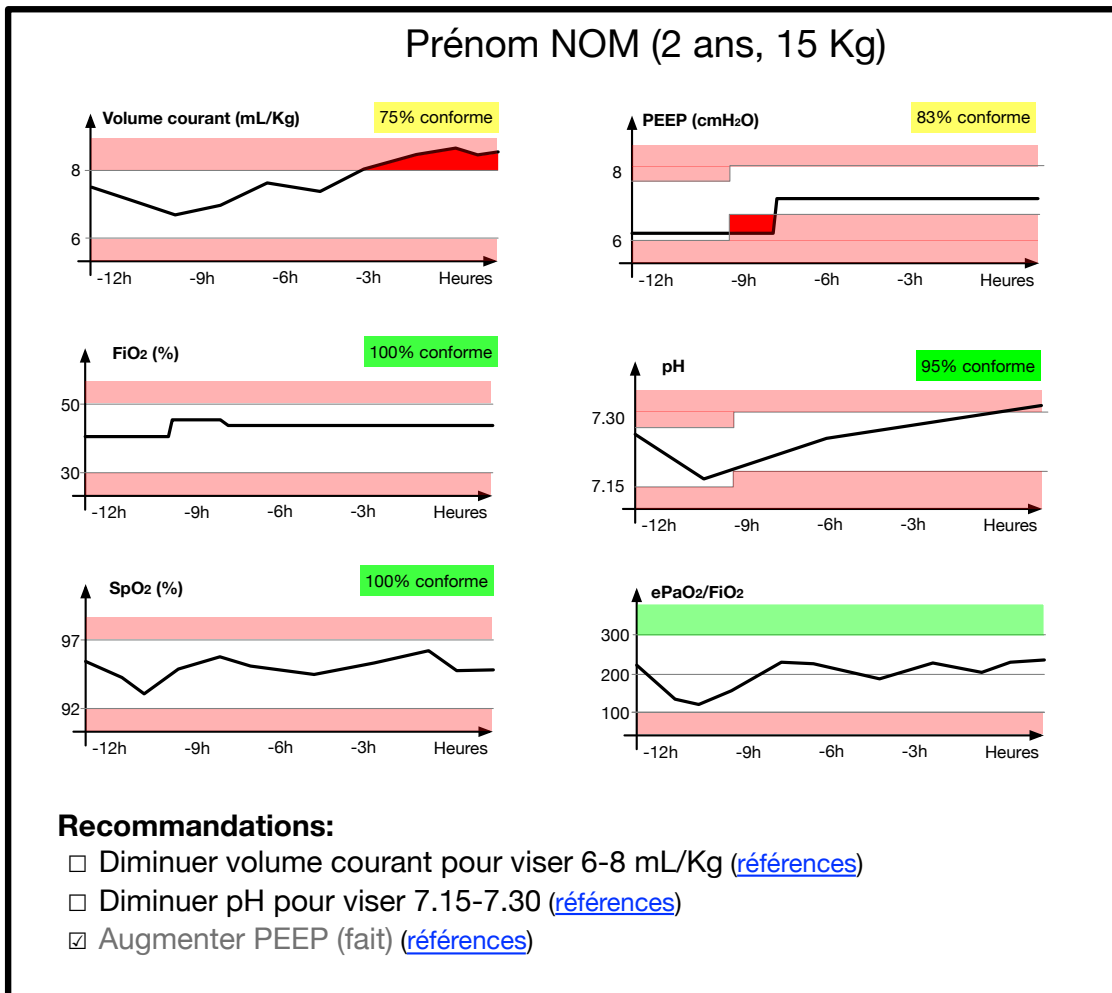 Prénom NOM (2 ans, 15 Kg)
Volume courant (mL/Kg)
75% conforme
8
6
-12h
-9h
-6h
-3h
Heures
PEEP (cmH₂O)
83% conforme
8
6
-12h
-9h
-6h
-3h
Heures
FiO₂ (%)
100% conforme
50
30
-12h
-9h
-6h
-3h
Heures
pH
95% conforme
7.30
7.15
-12h
-9h
-6h
-3h
Heures
SpO₂ (%)
100% conforme
97
92
-12h
-9h
-6h
-3h
Heures
ePaO₂/FiO₂
300
200
100
-12h
-9h
-6h
-3h
Heures
Recommandations:
☐ Diminuer volume courant pour viser 6-8 mL/Kg (références)
☐ Diminuer pH pour viser 7.15-7.30 (références)
☑ Augmenter PEEP (fait) (références)